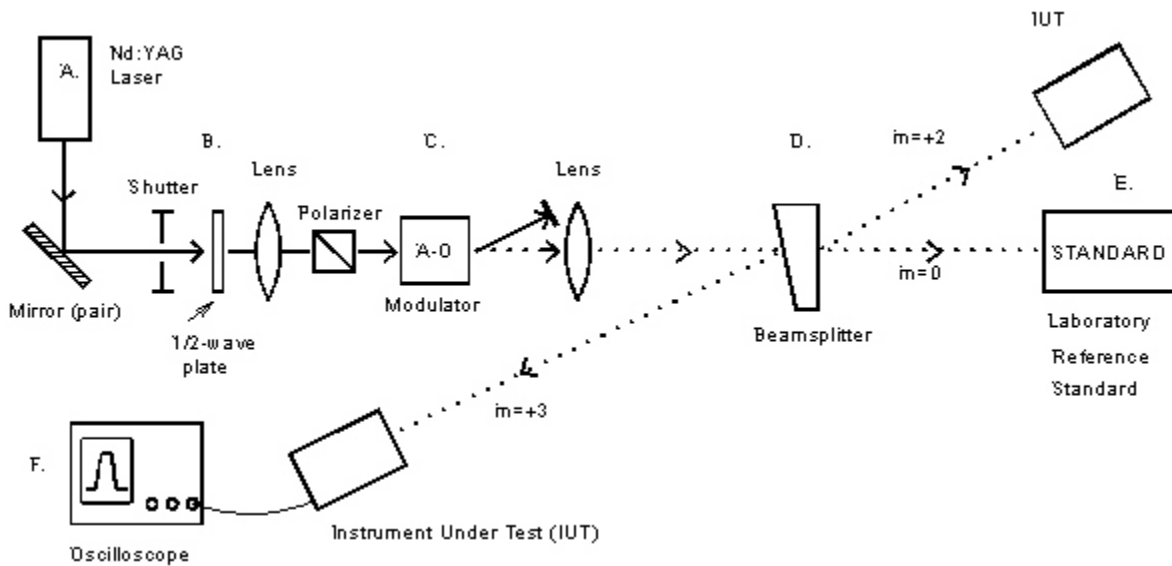 IUT
A.
Nd:YAG
Laser
B.
C.
D.
m=+2
E.
Shutter
Lens
Lens
Polarizer
A-O
STANDARD
m=0
Mirror (pair)
Modulator
Beamsplitter
Laboratory
Reference
Standard
1/2-wave
plate
m=+3
F.
Instrument Under Test (IUT)
Oscilloscope